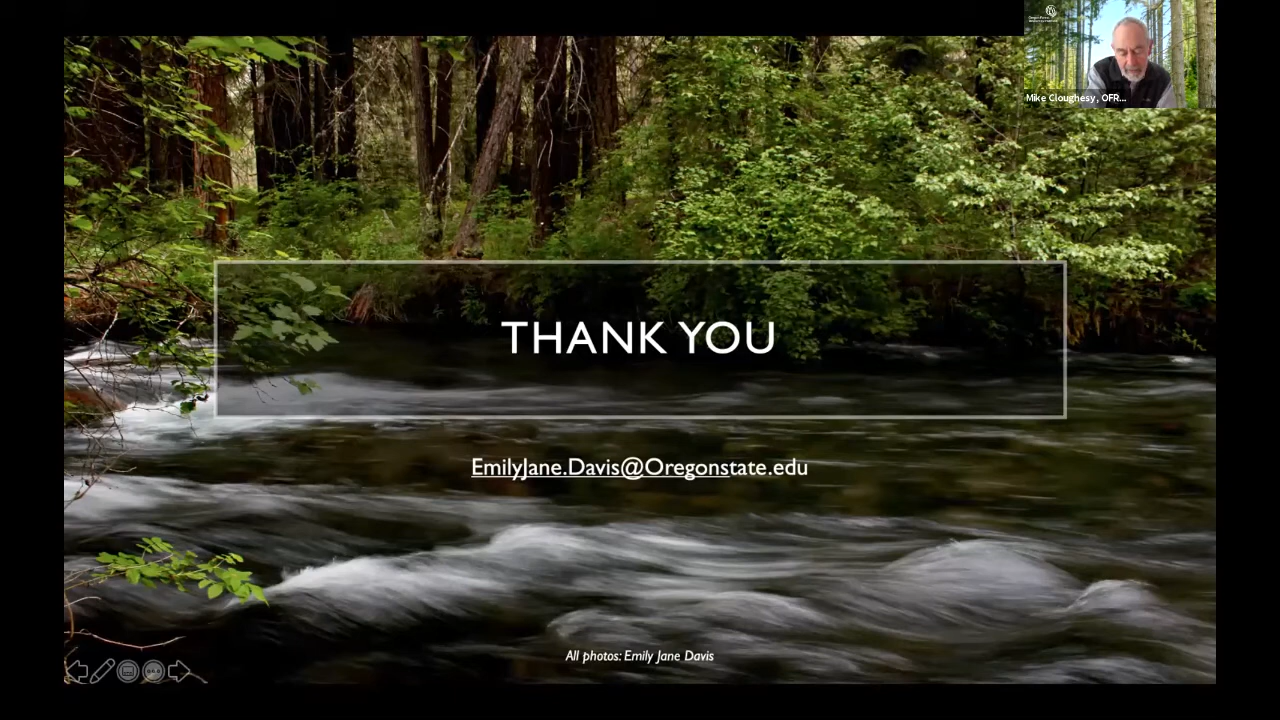 Mike Cloughesy, OFR...
THANK YOU
EmilyJane.Davis@Oregonstate.edu
All photos: Emily Jane Davis